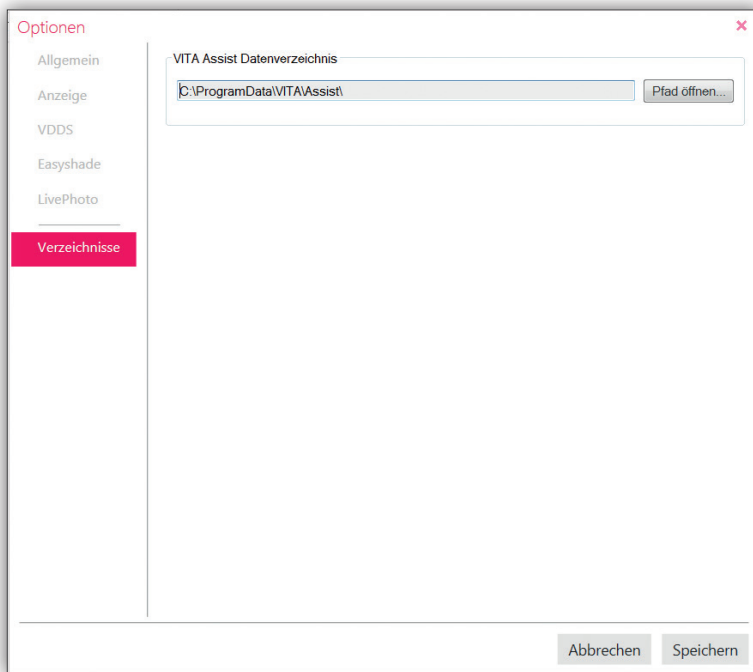 Optionen
Allgemein
Anzeige
VDDS
Easyshade
LivePhoto
Verzeichnisse
VITA Assist Datenverzeichnis
C:\ProgramData\VITA\Assist\
Pfad öffnen...
Abbrechen
Speichern